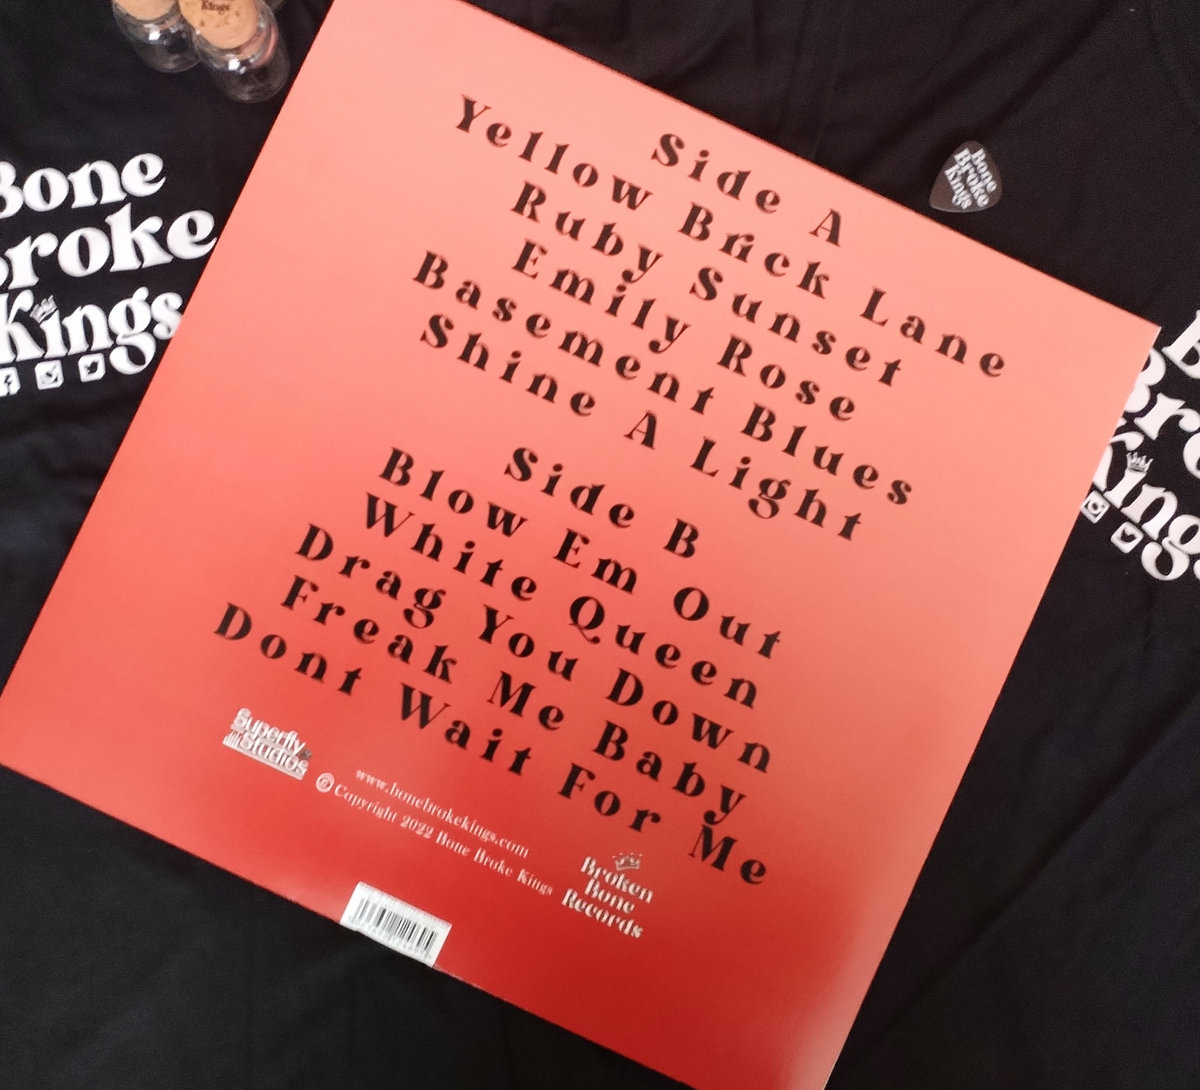 Kings
Bone
Broke
Kings
Bone
Broke
Kings
Side A
Yellow Brick Lane
Ruby Sunset
Emily Rose
Basement Blues
Shine A Light
Side B
Blow Em Out
White Queen
Drag You Down
Freak Me Baby
Dont Wait For Me
Superfly
Studios
www.bonebrokekings.com
© Copyright 2022 Bone Broke Kings
Broken
Bone
Records